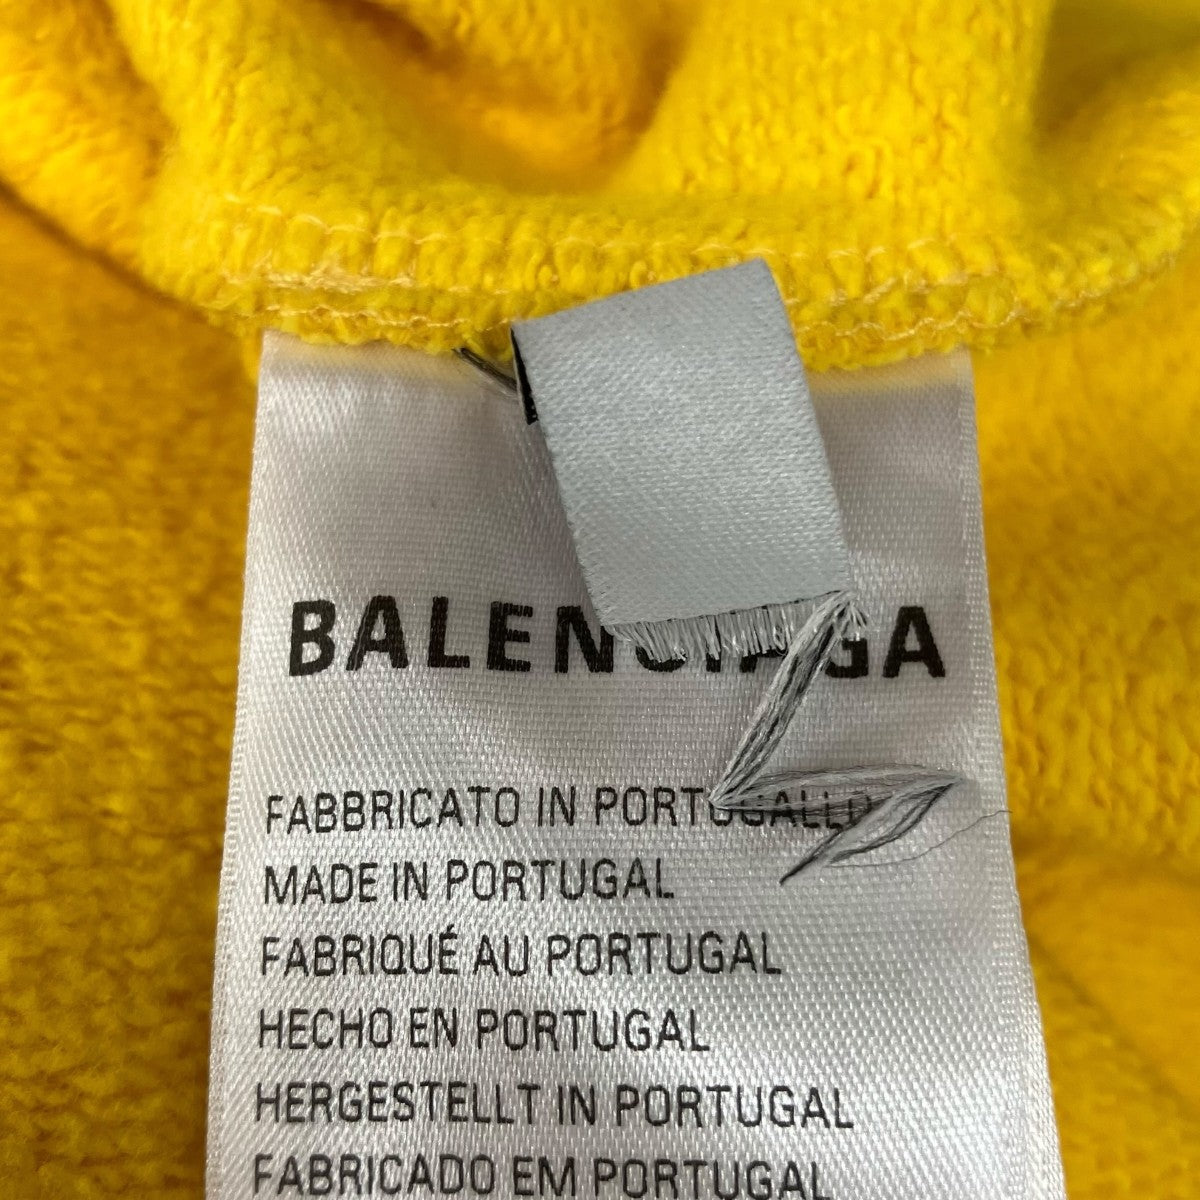 BALENCIAGA
FABBRICATO IN PORTOGALLO
MADE IN PORTUGAL
FABRIQUÉ AU PORTUGAL
HECHO EN PORTUGAL
HERGESTELLT IN PORTUGAL
FABRICADO EM PORTUGAL